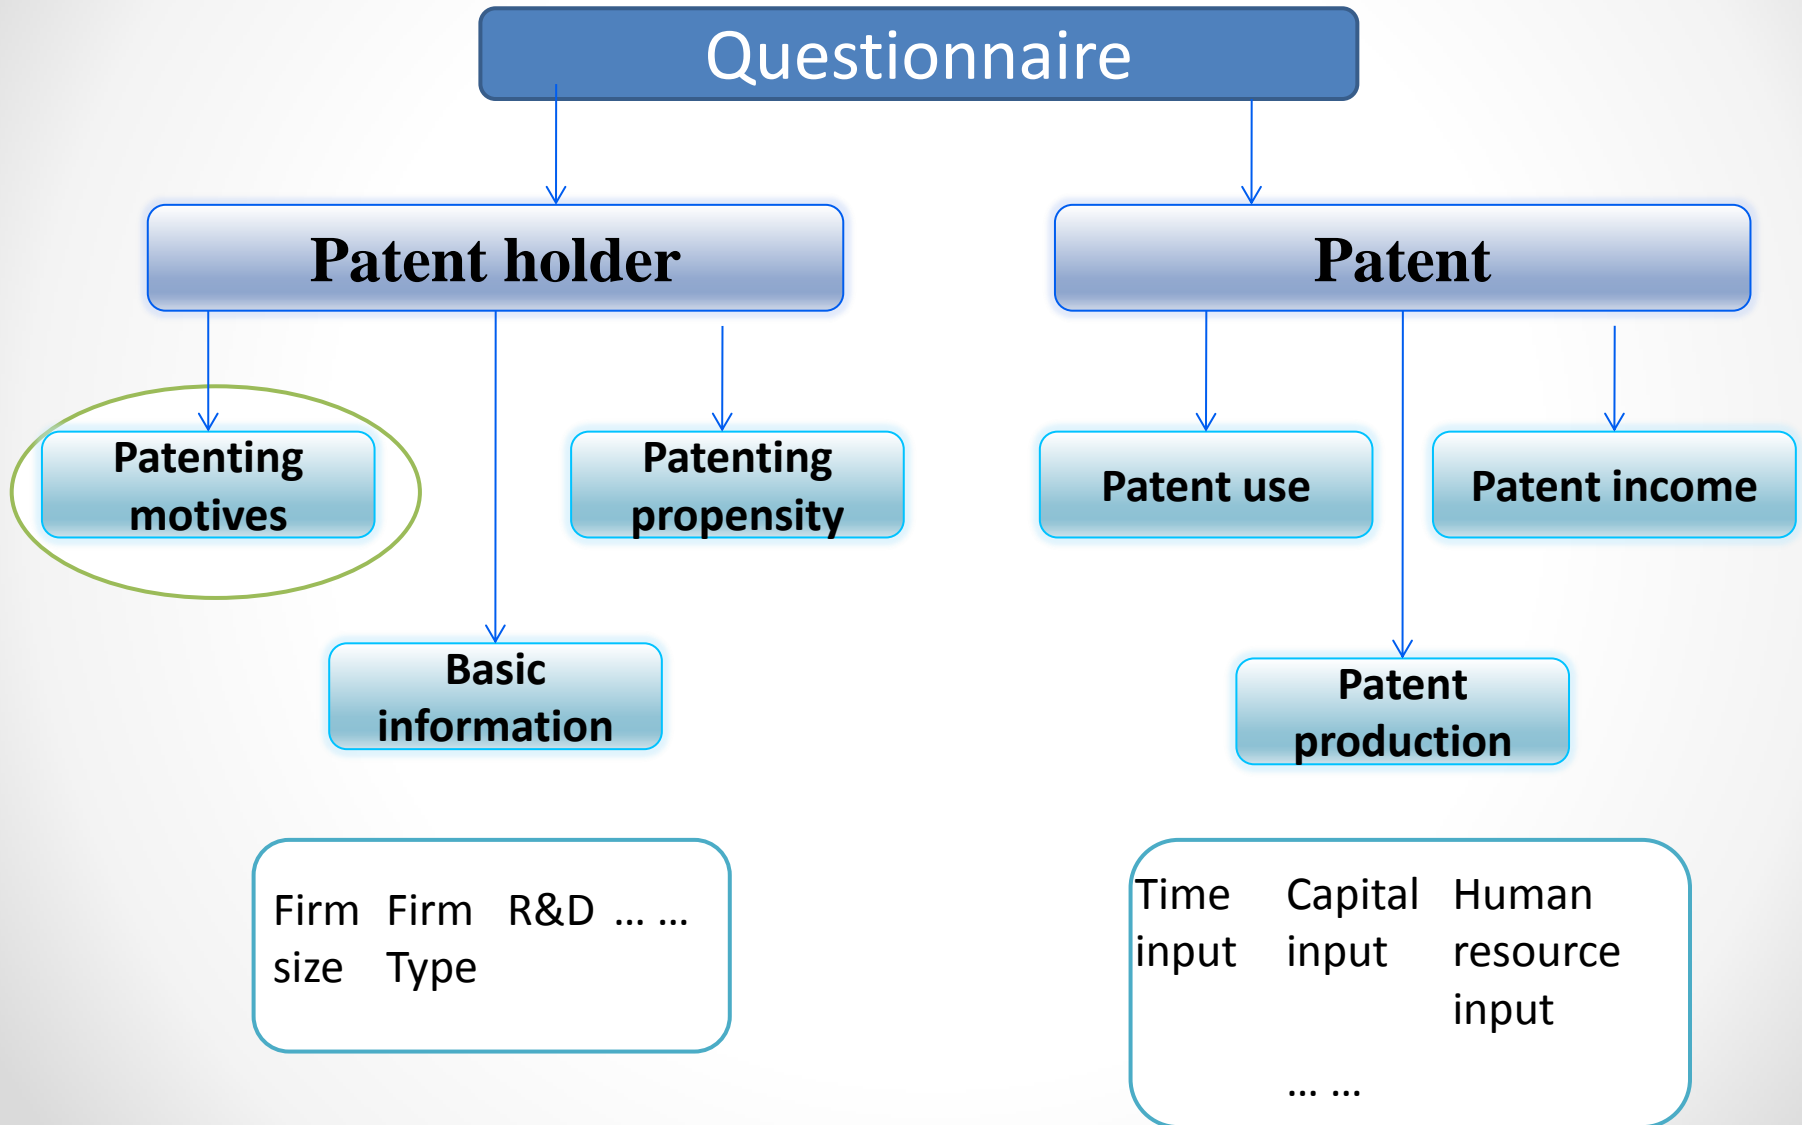 Questionnaire
Patent holder
Patent
Patenting
motives
Patenting
propensity
Patent use
Patent income
Basic
information
Patent
production
Firm
size
Firm
Type
R&D
... ...
Time
input
Capital
input
Human
resource
input
... ...